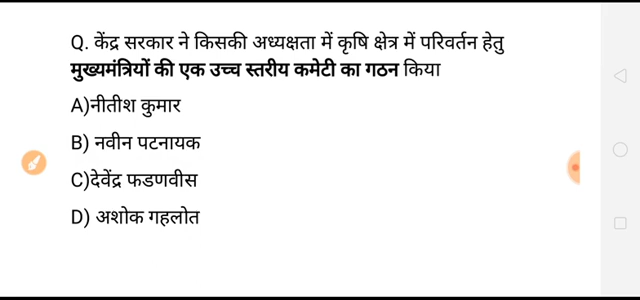 Q. केंद्र सरकार ने किसकी अध्यक्षता में कृषि क्षेत्र में परिवर्तन हेतु
मुख्यमंत्रियों की एक उच्च स्तरीय कमेटी का गठन किया
A)नीतीश कुमार
B) नवीन पटनायक
C)देवेंद्र फडणवीस
D) अशोक गहलोत